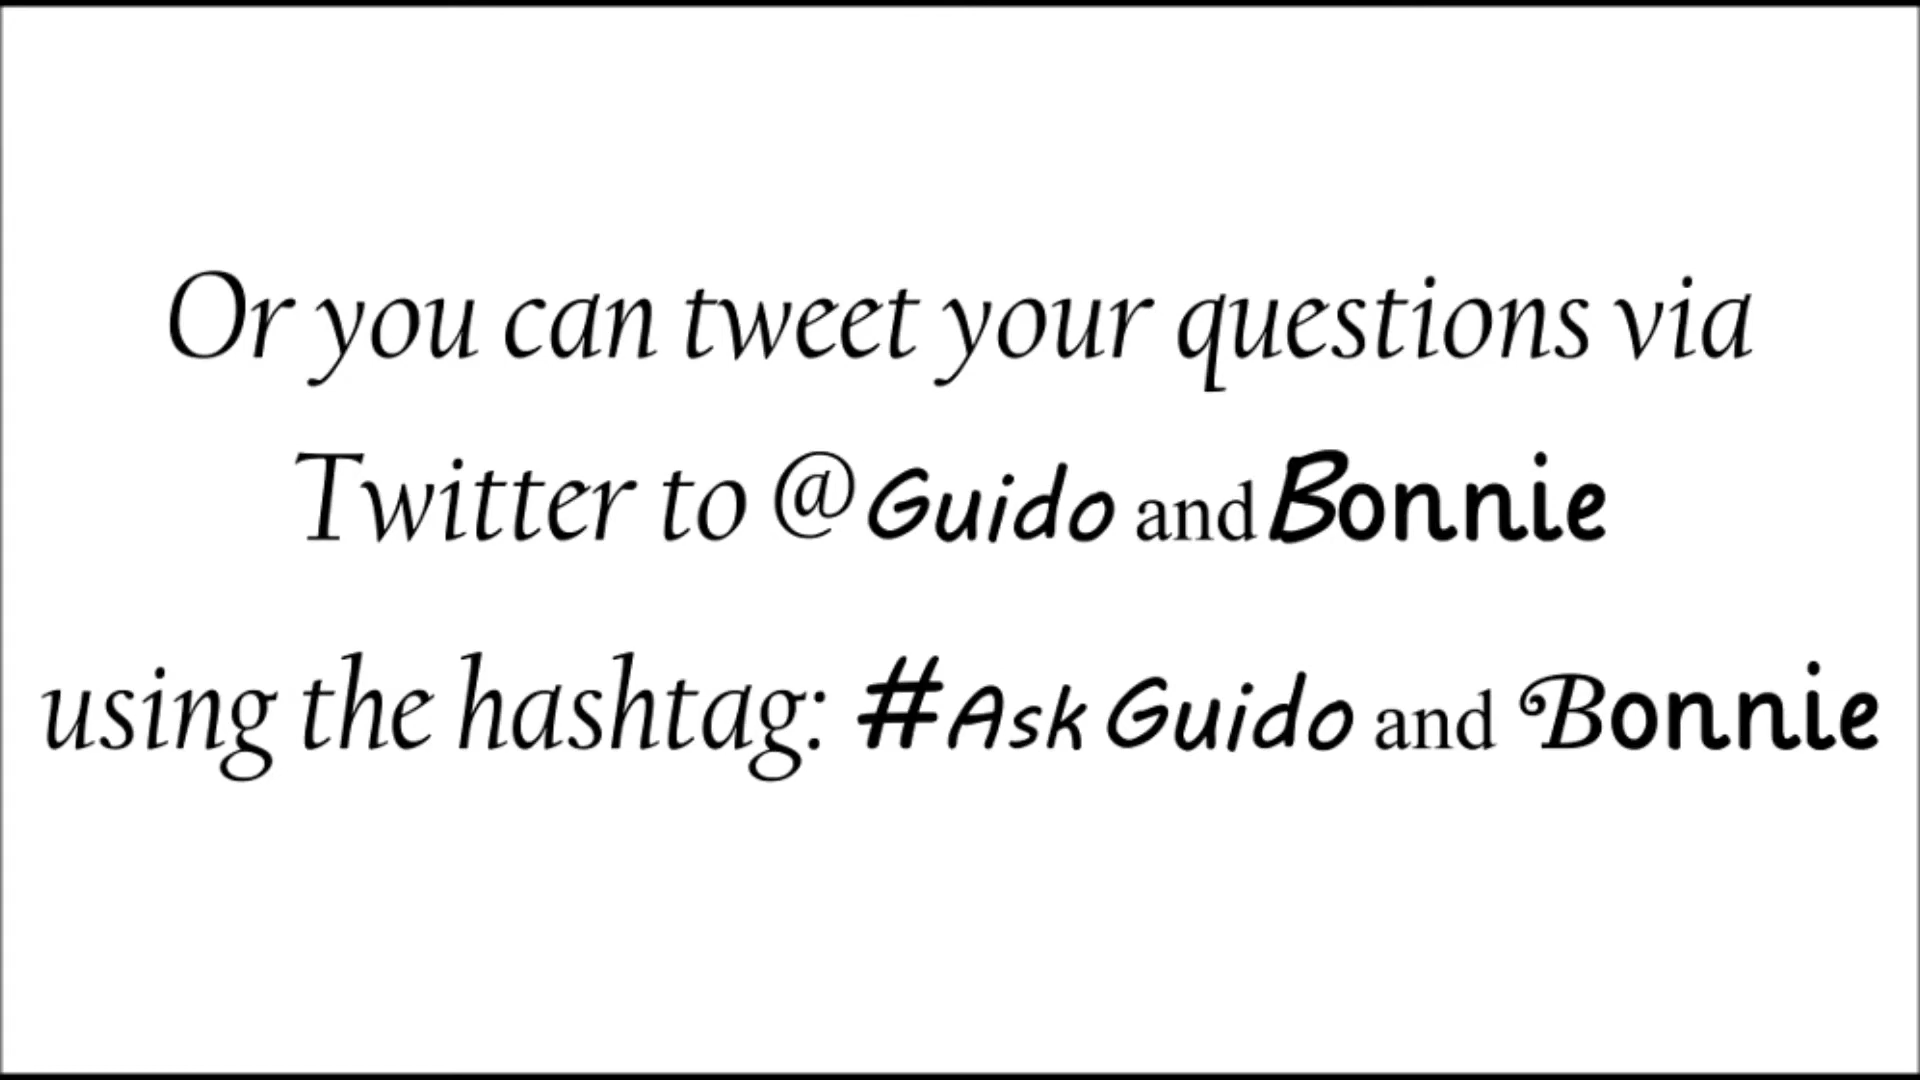 Or you can tweet your questions via
Twitter to @Guido and Bonnie
using the hashtag: #Ask Guido and Bonnie